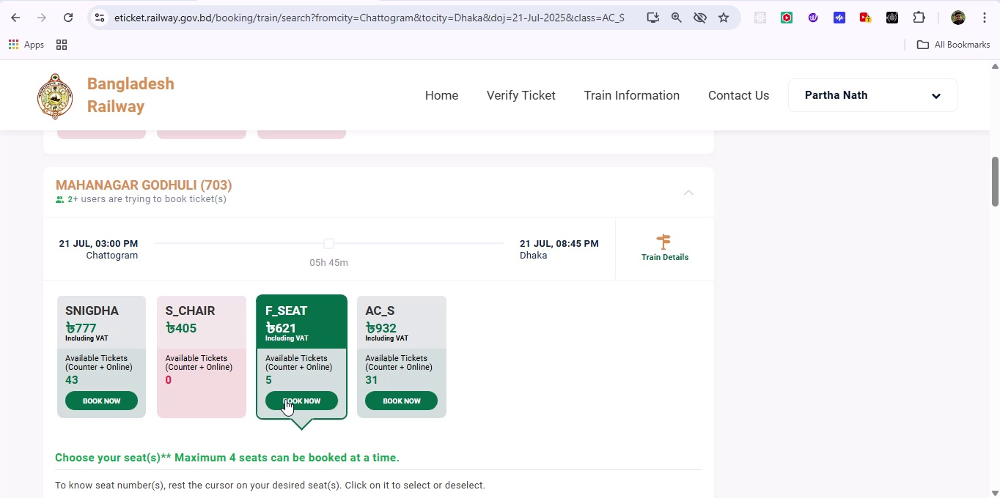 eticket.railway.gov.bd/booking/train/search?fromcity=Chattogram&tocity=Dhaka&doj=21-Jul-2025&class=AC_S
Apps
All Bookmarks
Bangladesh
Railway
Home
Verify Ticket
Train Information
Contact Us
Partha Nath
MAHANAGAR GODHULI (703)
2+ users are trying to book ticket(s)
21 JUL, 03:00 PM
Chattogram
05h 45m
21 JUL, 08:45 PM
Dhaka
Train Details
SNIGDHA
৳777
Including VAT
Available Tickets
(Counter + Online)
43
BOOK NOW
S_CHAIR
৳405
Available Tickets
(Counter + Online)
0
F_SEAT
৳621
Including VAT
Available Tickets
(Counter + Online)
5
BOOK NOW
AC_S
৳932
Including VAT
Available Tickets
(Counter + Online)
31
BOOK NOW
Choose your seat(s)** Maximum 4 seats can be booked at a time.
To know seat number(s), rest the cursor on your desired seat(s). Click on it to select or deselect.